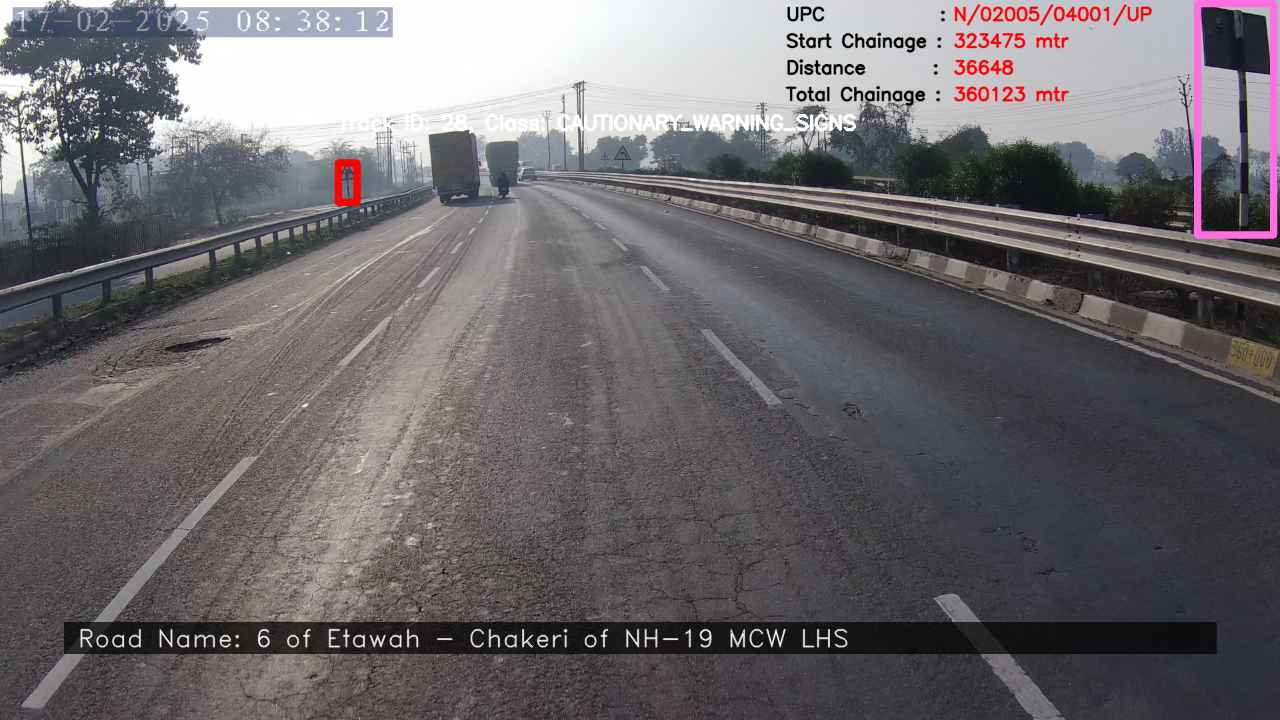 17-02-2025 08:38:12
UPC : N/02005/04001/UP
Start Chainage : 323475 mtr
Distance : 36648
Total Chainage : 360123 mtr
Track ID: 28, Class: CAUTIONARY_WARNING_SIGNS
Road Name: 6 of Etawah - Chakeri of NH-19 MCW LHS